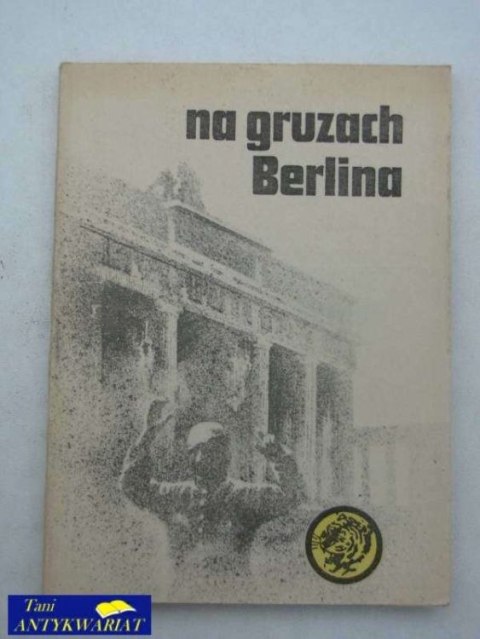 na gruzach
Berlina
Tani
ANTYKWARIAT